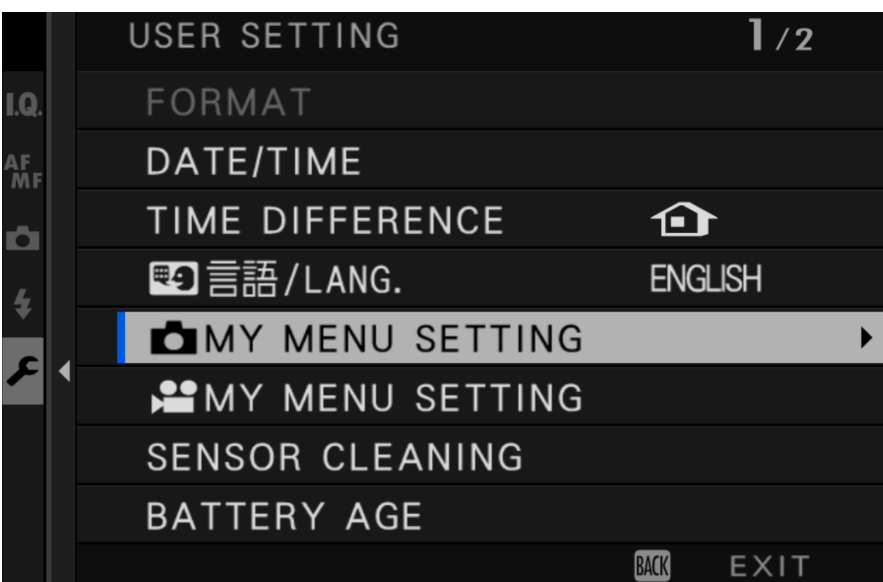 USER SETTING 1/2
I.Q.
FORMAT
AF
MF
DATE/TIME
TIME DIFFERENCE
言語/LANG. ENGLISH
MY MENU SETTING
MY MENU SETTING
SENSOR CLEANING
BATTERY AGE
BACK EXIT